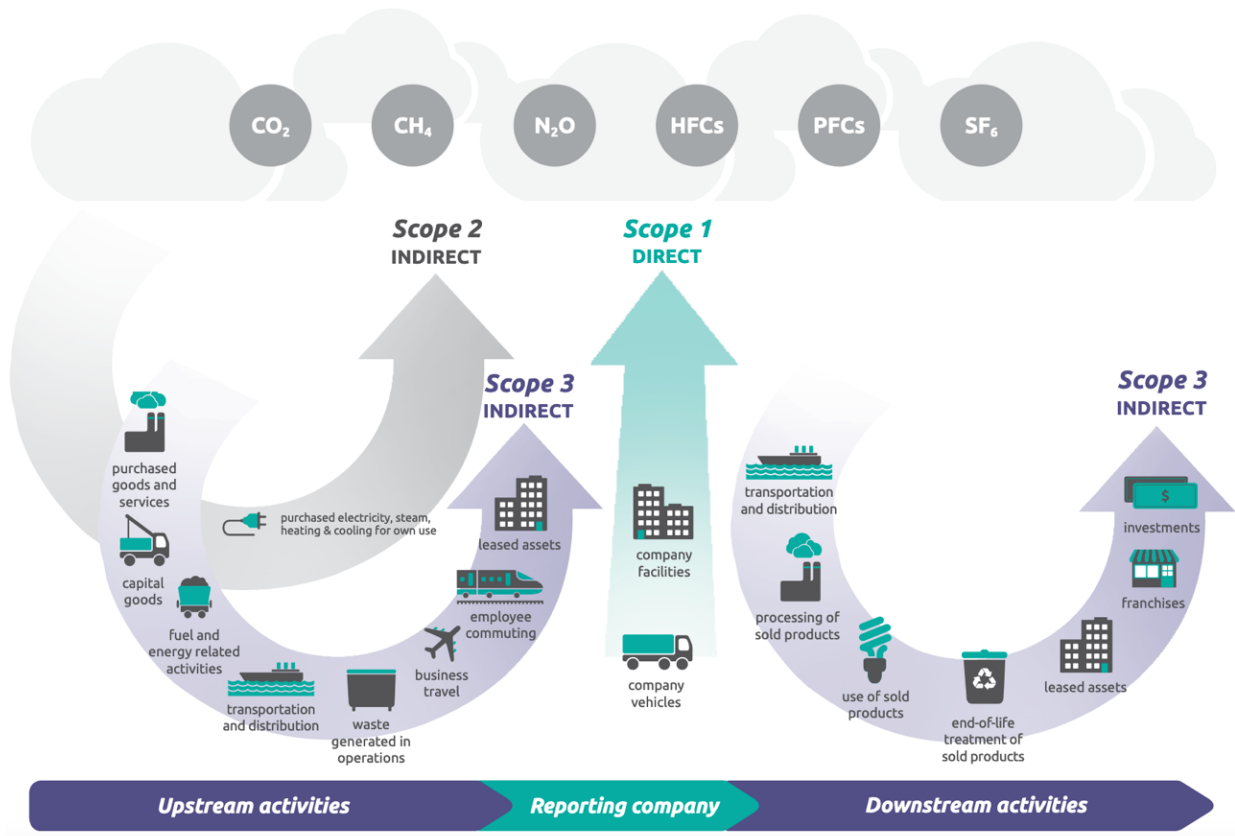 CO₂
CH₄
N₂O
HFCs
PFCs
SF₆
Scope 2
INDIRECT
Scope 1
DIRECT
Scope 3
INDIRECT
Scope 3
INDIRECT
purchased
goods and
services
capital
goods
fuel and
energy related
activities
transportation
and distribution
waste
generated in
operations
business
travel
employee
commuting
leased assets
purchased electricity, steam,
heating & cooling for own use
company
facilities
company
vehicles
transportation
and distribution
processing of
sold products
use of sold
products
end-of-life
treatment of
sold products
leased assets
franchises
investments
$
Upstream activities
Reporting company
Downstream activities